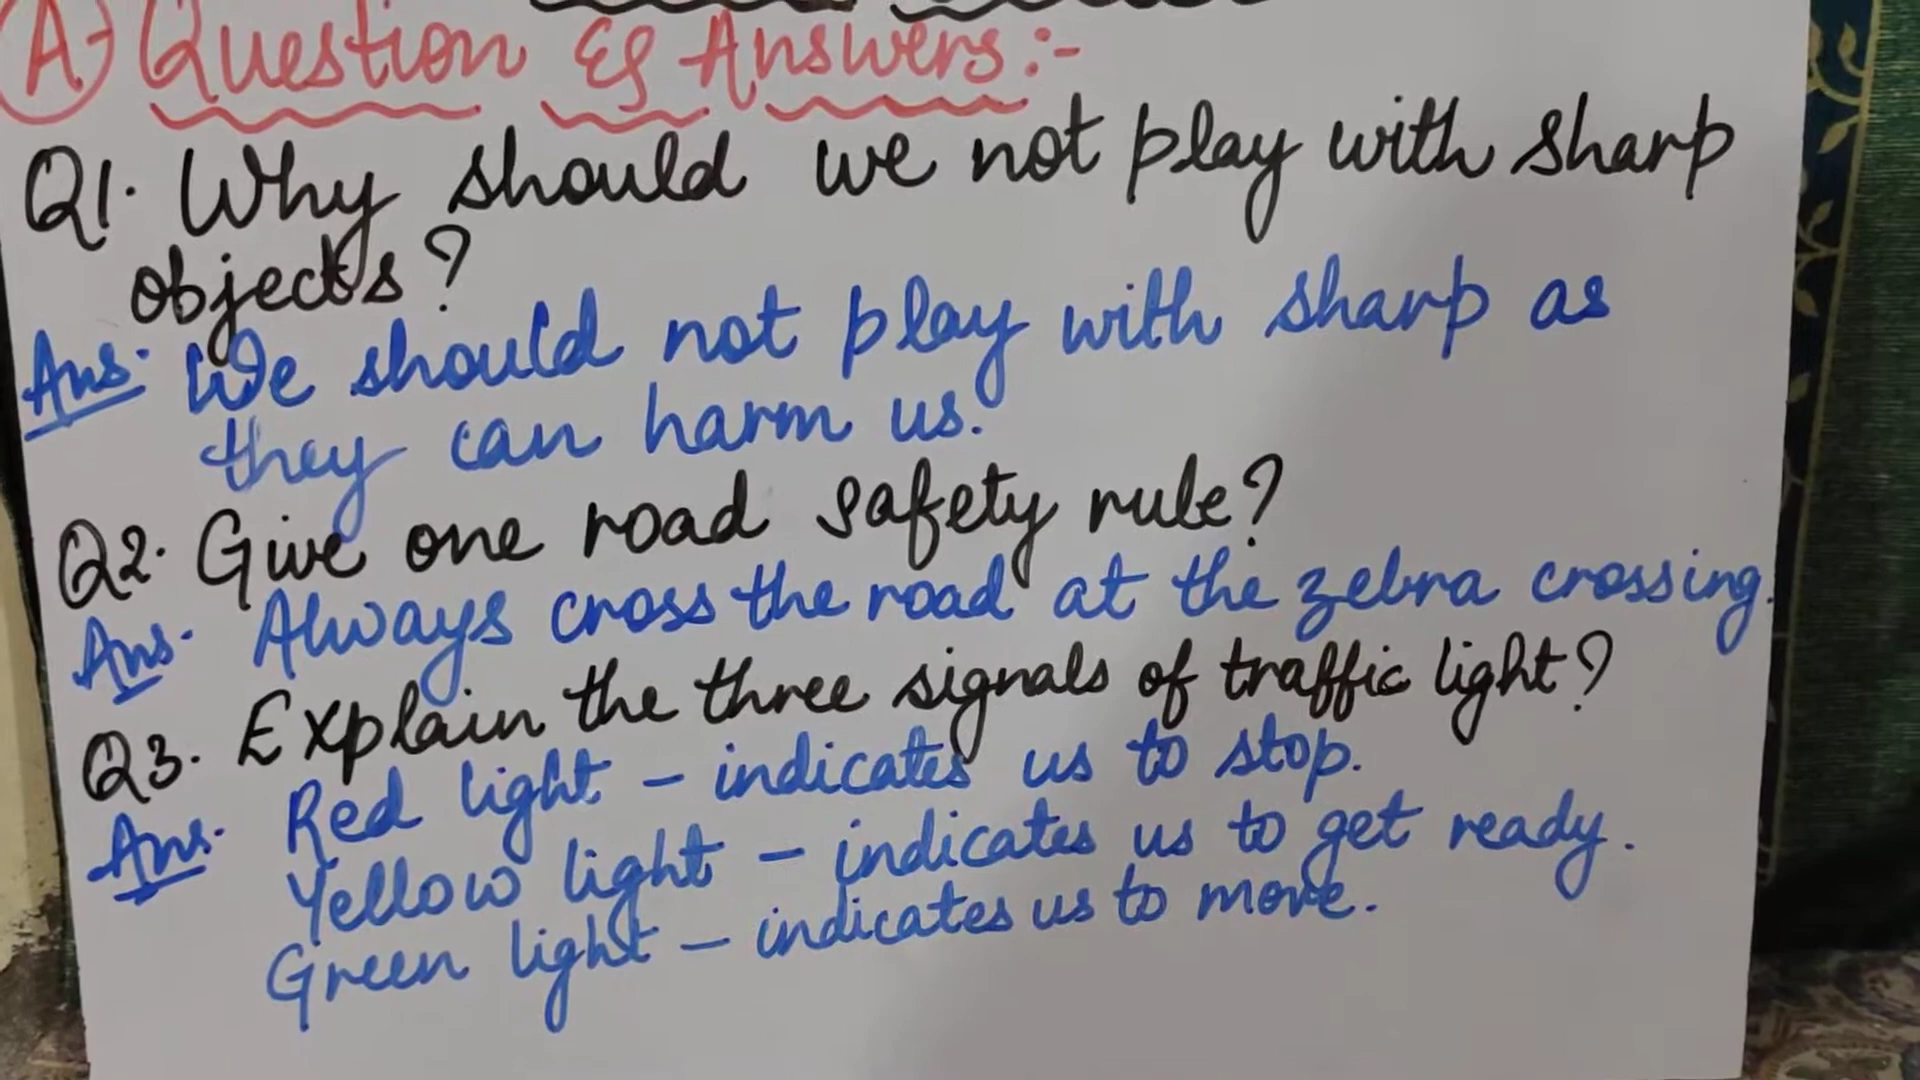 A) Question & Answers:-
Q1. Why should we not play with sharp
objects?
Ans. We should not play with sharp as
they can harm us.
Q2. Give one road safety rule?
Ans. Always cross the road at the zebra crossing.
Q3. Explain the three signals of traffic light?
Ans. Red light – indicates us to stop.
Yellow light – indicates us to get ready.
Green light – indicates us to move.